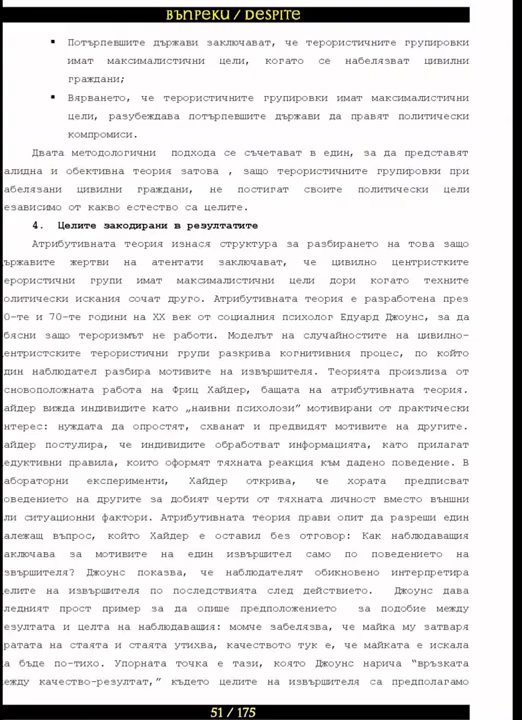 ВЪПРЕКИ / DESPITE
▪ Потърпевшите държави заключават, че терористичните групировки
имат максималистични цели, когато се набелязват цивилни
граждани;
▪ Вярването, че терористичните групировки имат максималистични
цели, разубеждава потърпевшите държави да правят политически
компромиси.
Двата методологични подхода се съчетават в един, за да представят
алидна и обективна теория затова , защо терористичните групировки при
абелязани цивилни граждани, не постигат своите политически цели
езависимо от какво естество са целите.
4. Целите закодирани в резултатите
Атрибутивната теория изнася структура за разбирането на това защо
ържавите жертви на атентати заключават, че цивилно центристките
ерористични групи имат максималистични цели дори когато техните
олитически искания сочат друго. Атрибутивната теория е разработена през
0-те и 70-те години на XX век от социалния психолог Едуард Джоунс, за да
бясни защо тероризмът не работи. Моделът на случайностите на цивилно-
ентристските терористични групи разкрива когнитивния процес, по който
дин наблюдател разбира мотивите на извършителя. Теорията произлиза от
сновополжната работа на Фриц Хайдер, бащата на атрибутивната теория.
айдер вижда индивидите като „наивни психолози” мотивирани от практически
нтерес: нуждата да опростят, схванат и предвидят мотивите на другите.
айдер постулира, че индивидите обработват информацията, като прилагат
едуктивни правила, които оформят тяхната реакция към дадено поведение. В
абораторни експерименти, Хайдер открива, че хората предписват
оведението на другите за добият черти от тяхната личност вместо външни
ли ситуационни фактори. Атрибутивната теория прави опит да разреши един
алежащ въпрос, който Хайдер е оставил без отговор: Как наблюдаващия
аключава за мотивите на един извършител само по поведението на
звършителя? Джоунс показва, че наблюдателят обикновено интерпретира
елите на извършителя по последствията след действието. Джоунс дава
ледният прост пример за да опише предположението за подобие между
езултата и целта на наблюдаващия: момче забелязва, че майка му затваря
ратата на стаята и стаята утихва, качеството тук е, че майката е искала
а бъде по-тихо. Упорната точка е тази, която Джоунс нарича “връзката
ежду качество-резултат,” където целите на извършителя са предполагамо
51 / 175